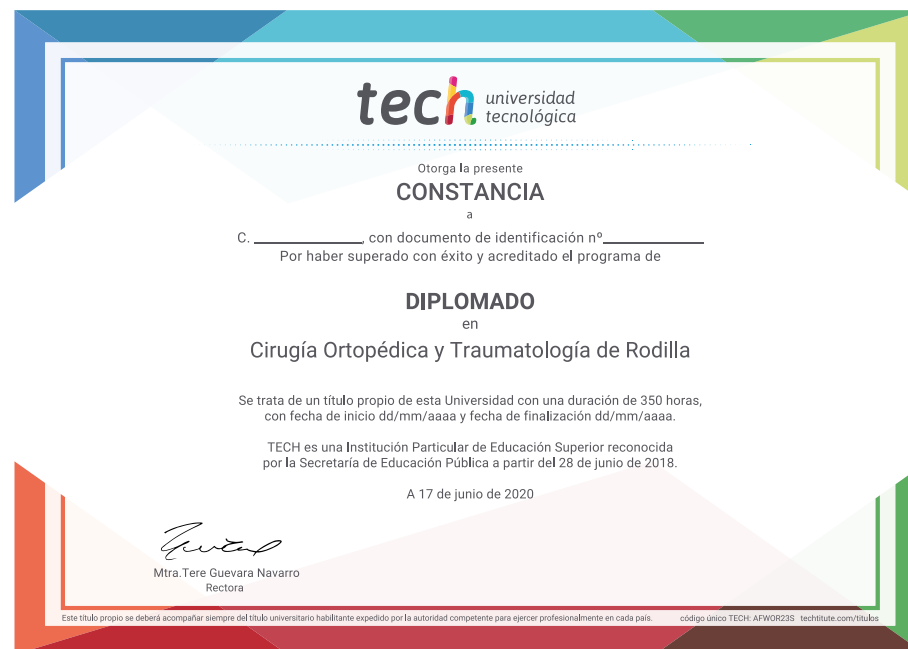 tech universidad
tecnológica
Otorga la presente
CONSTANCIA
a
C. ____________, con documento de identificación nº____________
Por haber superado con éxito y acreditado el programa de
DIPLOMADO
en
Cirugía Ortopédica y Traumatología de Rodilla
Se trata de un título propio de esta Universidad con una duración de 350 horas,
con fecha de inicio dd/mm/aaaa y fecha de finalización dd/mm/aaaa.
TECH es una Institución Particular de Educación Superior reconocida
por la Secretaría de Educación Pública a partir del 28 de junio de 2018.
A 17 de junio de 2020
Mtra.Tere Guevara Navarro
Rectora
Este título propio se deberá acompañar siempre del título universitario habilitante expedido por la autoridad competente para ejercer profesionalmente en cada país. código único TECH: AFWOR23S techtitute.com/titulos